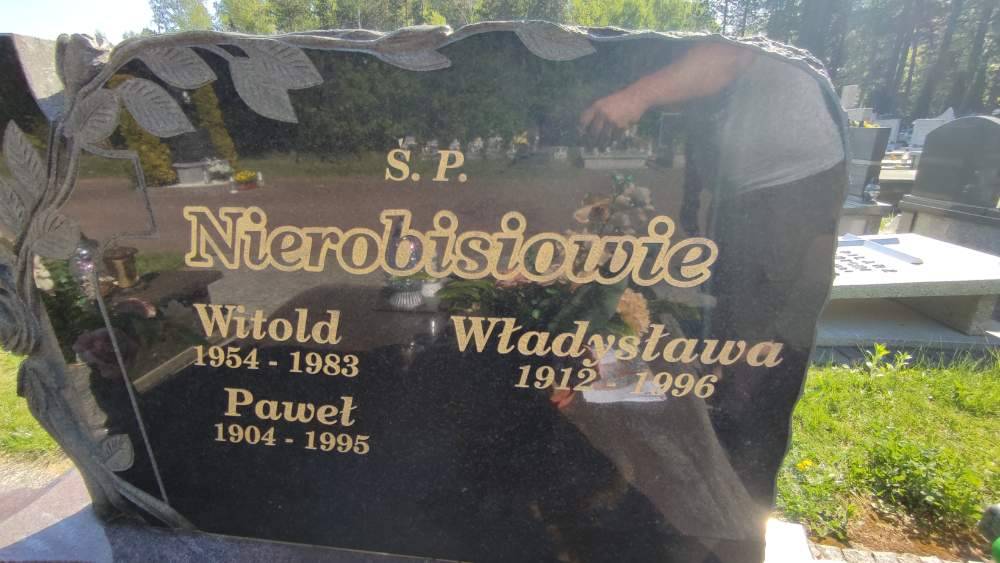 Ś. P.
Nierobisiowie
Witold
1954 - 1983
Władysława
1912 - 1996
Paweł
1904 - 1995